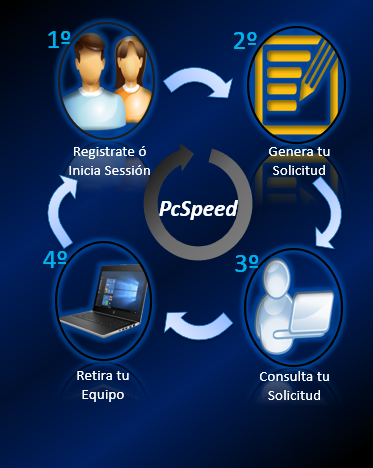 1º
Registrate ó
Inicia Sessión
2º
Genera tu
Solicitud
PcSpeed
3º
Consulta tu
Solicitud
4º
Retira tu
Equipo